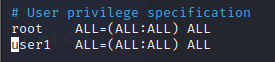 # User privilege specification
root    ALL=(ALL:ALL) ALL
user1   ALL=(ALL:ALL) ALL